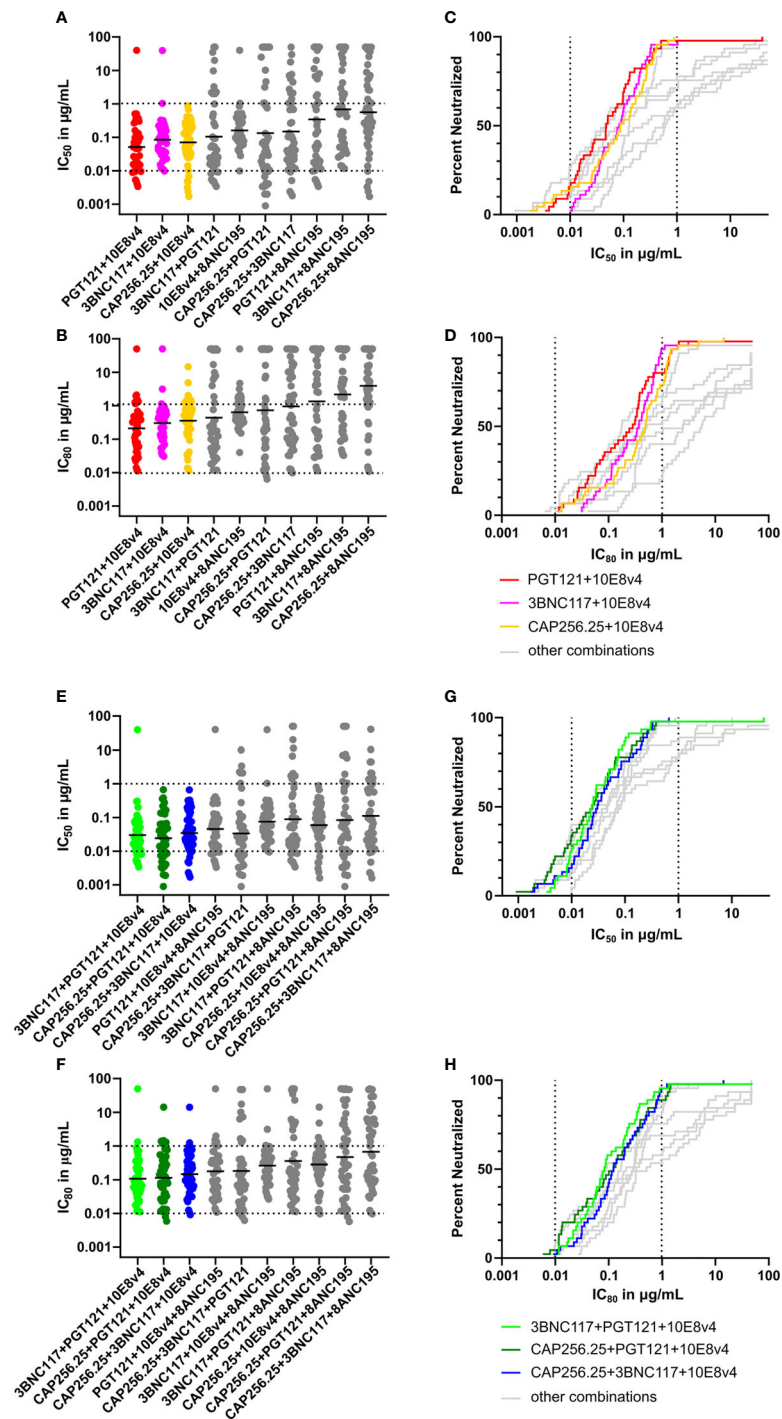 A
IC50 in µg/mL
100
10
1
0.1
0.01
0.001
PGT121+10E8v4
3BNC117+10E8v4
CAP256.25+10E8v4
3BNC117+PGT121
10E8v4+8ANC195
CAP256.25+PGT121
CAP256.25+3BNC117
PGT121+8ANC195
3BNC117+8ANC195
CAP256.25+8ANC195
C
Percent Neutralized
100
50
0
0.001 0.01 0.1 1 10
IC50 in µg/mL
B
IC80 in µg/mL
100
10
1
0.1
0.01
0.001
PGT121+10E8v4
3BNC117+10E8v4
CAP256.25+10E8v4
3BNC117+PGT121
10E8v4+8ANC195
CAP256.25+PGT121
CAP256.25+3BNC117
PGT121+8ANC195
3BNC117+8ANC195
CAP256.25+8ANC195
D
Percent Neutralized
100
50
0
0.001 0.01 0.1 1 10 100
IC80 in µg/mL
PGT121+10E8v4
3BNC117+10E8v4
CAP256.25+10E8v4
other combinations
E
IC50 in µg/mL
100
10
1
0.1
0.01
0.001
3BNC117+PGT121+10E8v4
CAP256.25+PGT121+10E8v4
CAP256.25+3BNC117+10E8v4
PGT121+10E8v4+8ANC195
CAP256.25+3BNC117+PGT121
3BNC117+10E8v4+8ANC195
3BNC117+PGT121+8ANC195
CAP256.25+10E8v4+8ANC195
CAP256.25+PGT121+8ANC195
CAP256.25+3BNC117+8ANC195
G
Percent Neutralized
100
50
0
0.001 0.01 0.1 1 10
IC50 in µg/mL
F
IC80 in µg/mL
100
10
1
0.1
0.01
0.001
3BNC117+PGT121+10E8v4
CAP256.25+PGT121+10E8v4
CAP256.25+3BNC117+10E8v4
PGT121+10E8v4+8ANC195
CAP256.25+3BNC117+PGT121
3BNC117+10E8v4+8ANC195
3BNC117+PGT121+8ANC195
CAP256.25+10E8v4+8ANC195
CAP256.25+PGT121+8ANC195
CAP256.25+3BNC117+8ANC195
H
Percent Neutralized
100
50
0
0.001 0.01 0.1 1 10 100
IC80 in µg/mL
3BNC117+PGT121+10E8v4
CAP256.25+PGT121+10E8v4
CAP256.25+3BNC117+10E8v4
other combinations